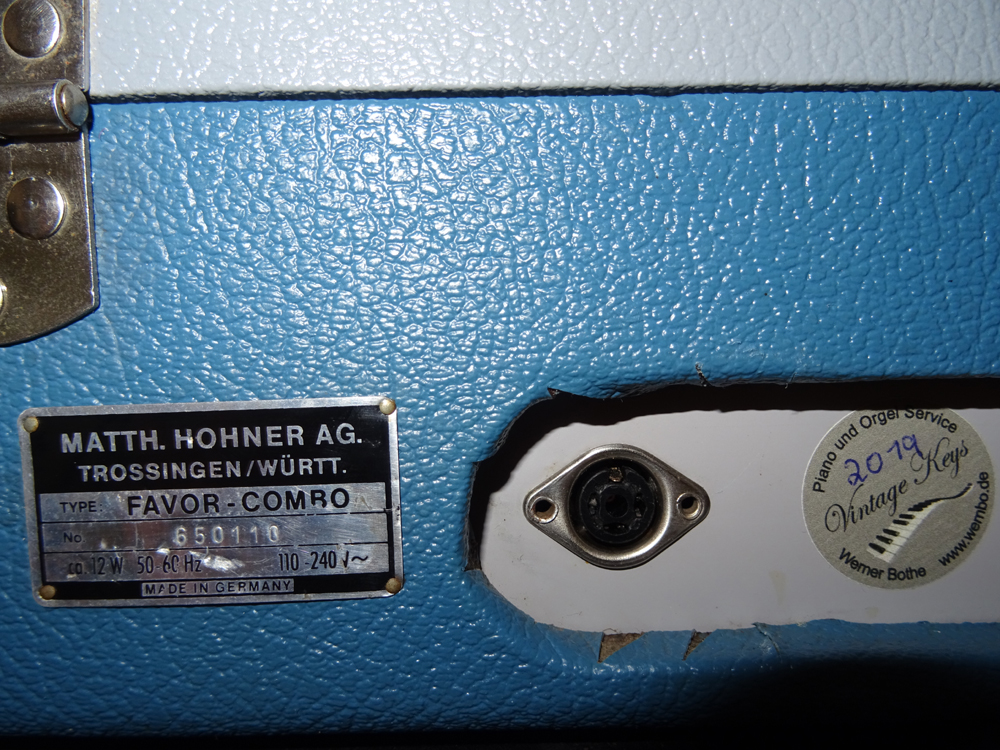 MATTH. HOHNER AG.
TROSSINGEN/WÜRTT.
TYPE: FAVOR-COMBO
No 650110
ca. 12 W 50-60 Hz 110-240 V~
MADE IN GERMANY
Piano und Orgel Service
2019
Vintage Keys
Werner Bothe
www.wembo.de